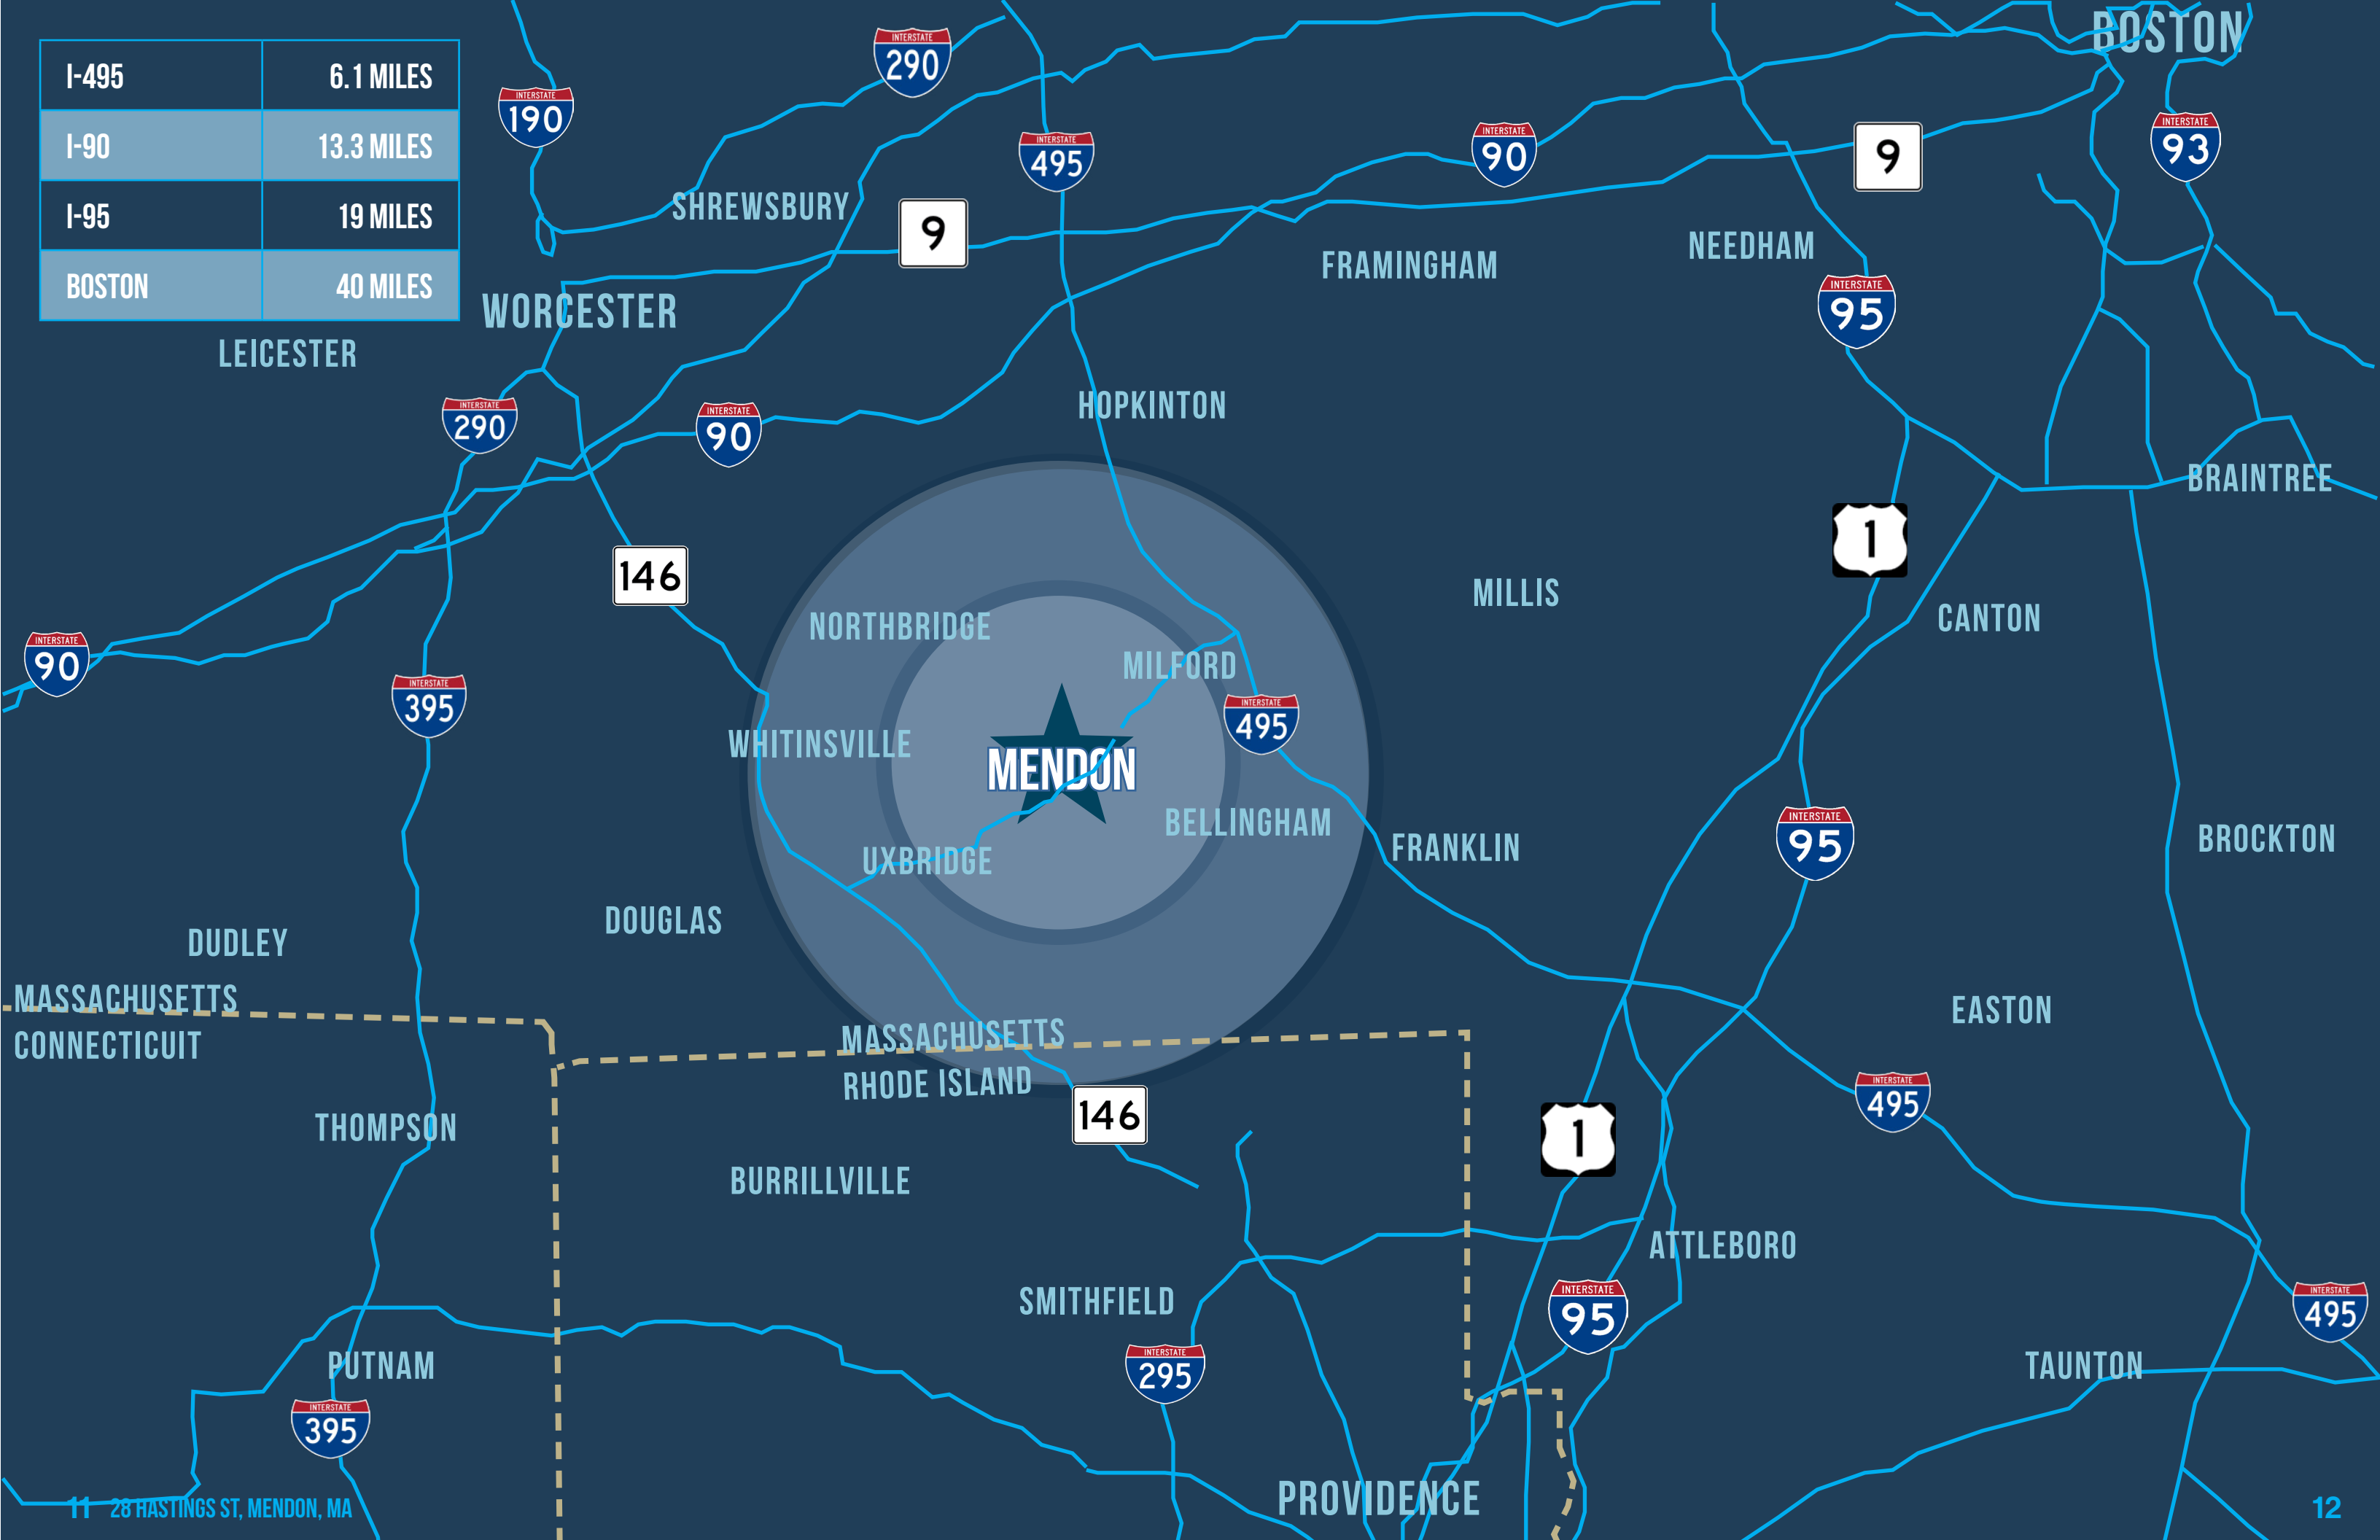 I-495 6.1 MILES
I-90 13.3 MILES
I-95 19 MILES
BOSTON 40 MILES
BOSTON
INTERSTATE 290
INTERSTATE 190
INTERSTATE 495
INTERSTATE 90
9
INTERSTATE 93
SHREWSBURY
9
FRAMINGHAM
NEEDHAM
WORCESTER
INTERSTATE 95
LEICESTER
HOPKINTON
INTERSTATE 290
INTERSTATE 90
BRAINTREE
1
146
MILLIS
CANTON
NORTHBRIDGE
MILFORD
INTERSTATE 90
INTERSTATE 395
INTERSTATE 495
WHITINSVILLE
MENDON
BELLINGHAM
FRANKLIN
INTERSTATE 95
BROCKTON
UXBRIDGE
DOUGLAS
DUDLEY
MASSACHUSETTS
CONNECTICUIT
EASTON
MASSACHUSETTS
RHODE ISLAND
INTERSTATE 495
146
THOMPSON
1
BURRILLVILLE
ATTLEBORO
SMITHFIELD
INTERSTATE 95
INTERSTATE 495
PUTNAM
INTERSTATE 295
TAUNTON
INTERSTATE 395
PROVIDENCE
11 28 HASTINGS ST, MENDON, MA
12